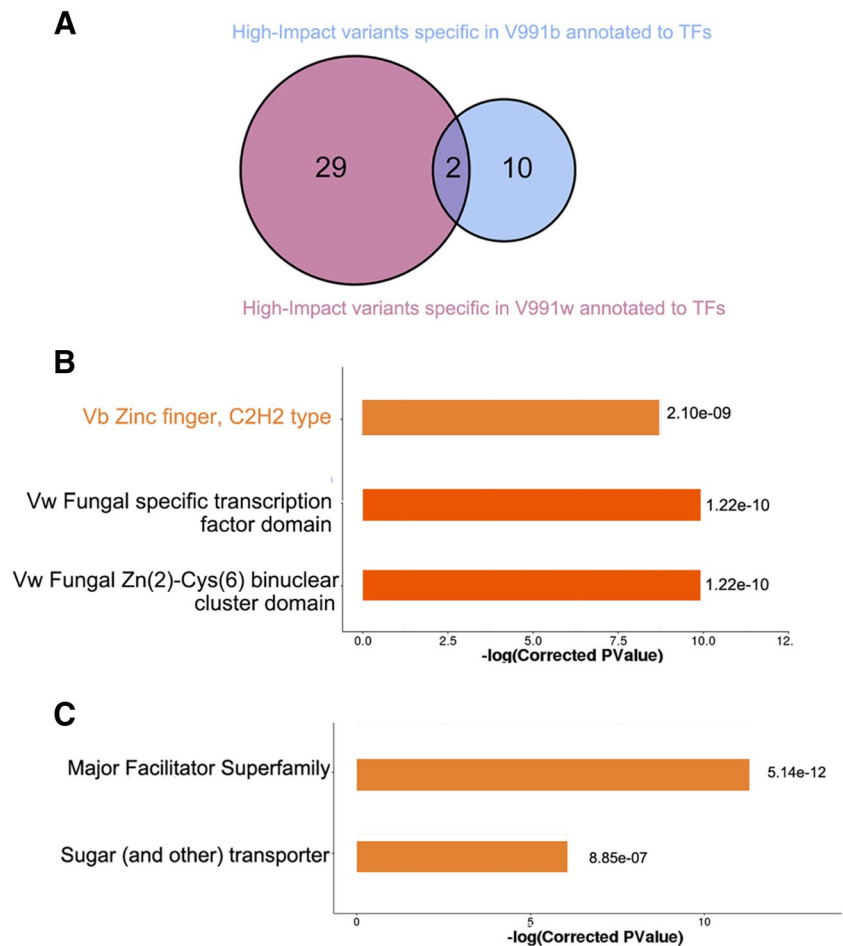 A
High-Impact variants specific in V991b annotated to TFs
29
2
10
High-Impact variants specific in V991w annotated to TFs
B
Vb Zinc finger, C2H2 type
2.10e-09
Vw Fungal specific transcription
factor domain
1.22e-10
Vw Fungal Zn(2)-Cys(6) binuclear
cluster domain
1.22e-10
0.0 2.5 5.0 7.5 10.0 12.
-log(Corrected PValue)
C
Major Facilitator Superfamily
5.14e-12
Sugar (and other) transporter
8.85e-07
0 5 10
-log(Corrected PValue)